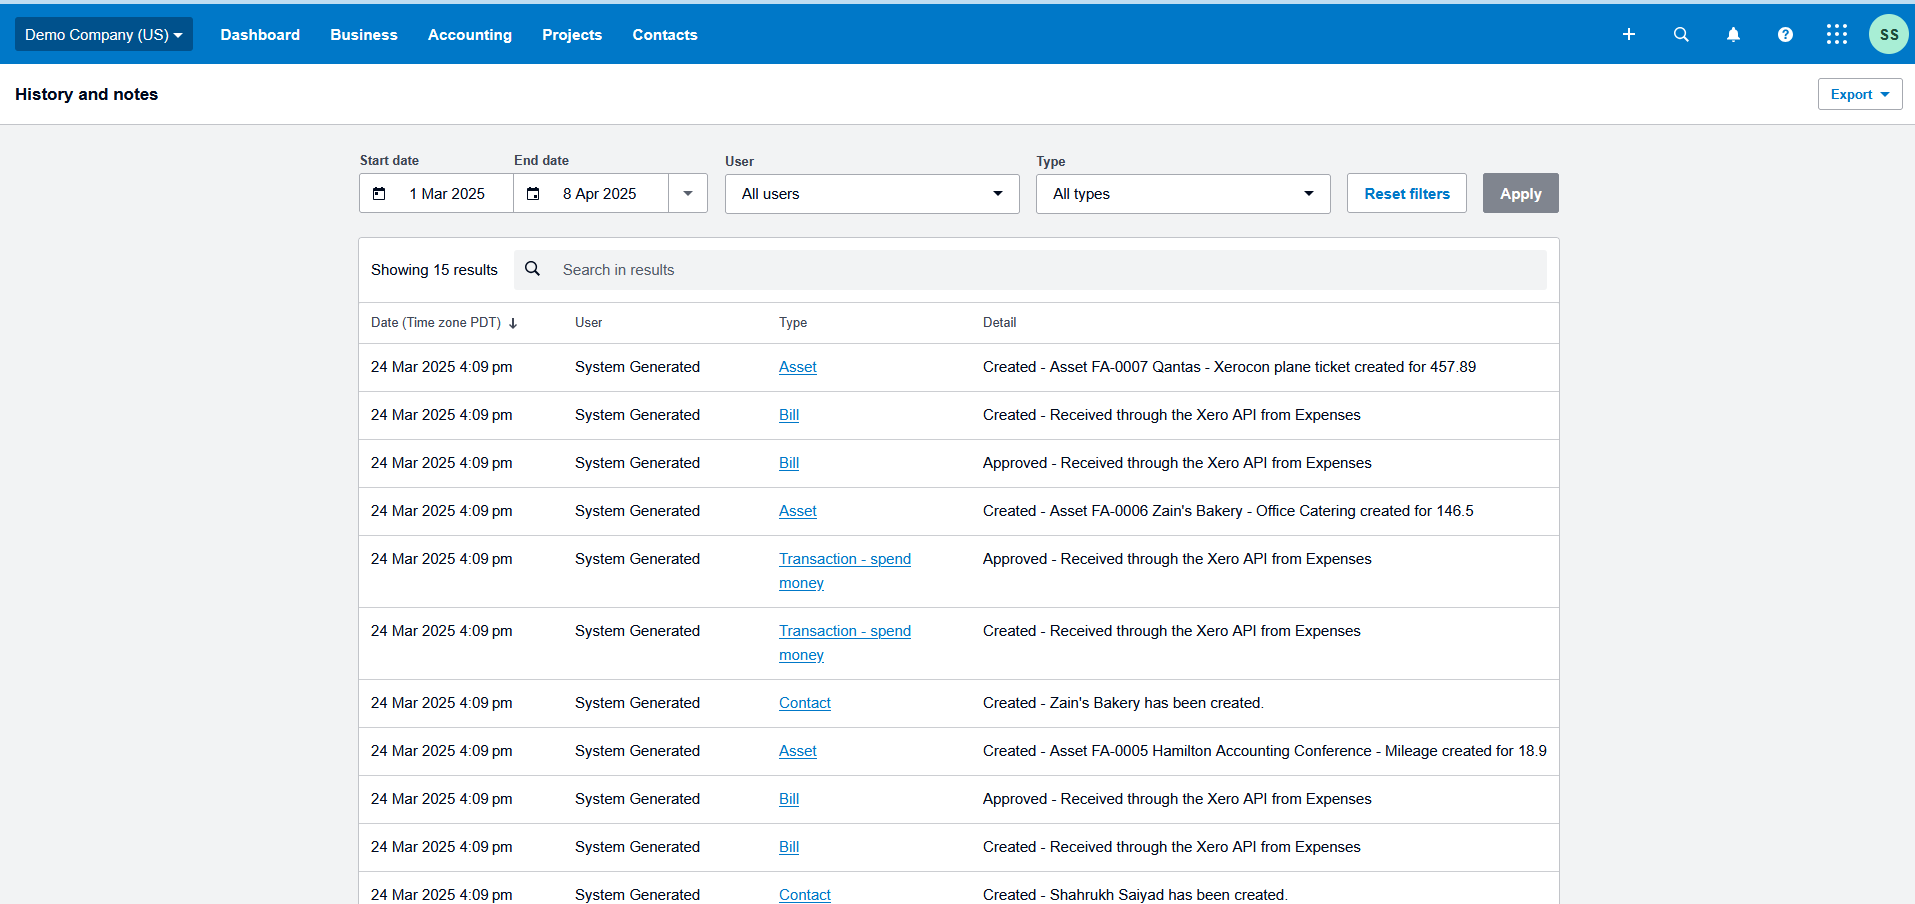 Demo Company (US)
Dashboard
Business
Accounting
Projects
Contacts
SS
History and notes
Export
Start date
End date
User
Type
1 Mar 2025
8 Apr 2025
All users
All types
Reset filters
Apply
Showing 15 results
Search in results
Date (Time zone PDT)
User
Type
Detail
24 Mar 2025 4:09 pm
System Generated
Asset
Created - Asset FA-0007 Qantas - Xerocon plane ticket created for 457.89
24 Mar 2025 4:09 pm
System Generated
Bill
Created - Received through the Xero API from Expenses
24 Mar 2025 4:09 pm
System Generated
Bill
Approved - Received through the Xero API from Expenses
24 Mar 2025 4:09 pm
System Generated
Asset
Created - Asset FA-0006 Zain's Bakery - Office Catering created for 146.5
24 Mar 2025 4:09 pm
System Generated
Transaction - spend
money
Approved - Received through the Xero API from Expenses
24 Mar 2025 4:09 pm
System Generated
Transaction - spend
money
Created - Received through the Xero API from Expenses
24 Mar 2025 4:09 pm
System Generated
Contact
Created - Zain's Bakery has been created.
24 Mar 2025 4:09 pm
System Generated
Asset
Created - Asset FA-0005 Hamilton Accounting Conference - Mileage created for 18.9
24 Mar 2025 4:09 pm
System Generated
Bill
Approved - Received through the Xero API from Expenses
24 Mar 2025 4:09 pm
System Generated
Bill
Created - Received through the Xero API from Expenses
24 Mar 2025 4:09 pm
System Generated
Contact
Created - Shahrukh Saiyad has been created.